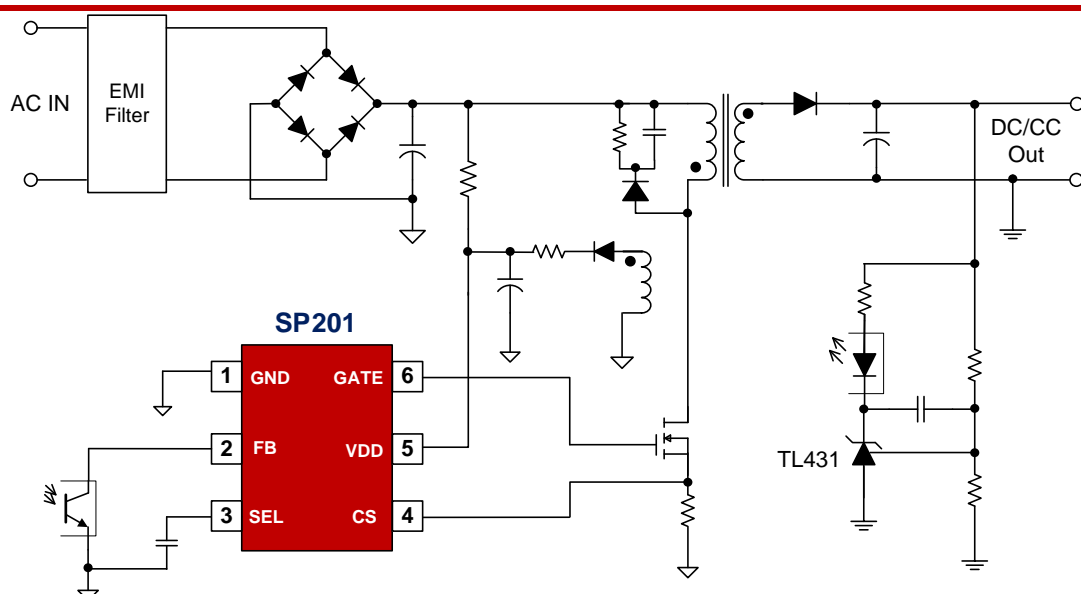 AC IN
EMI
Filter
DC/CC
Out
SP201
1 GND GATE 6
2 FB VDD 5
3 SEL CS 4
TL431